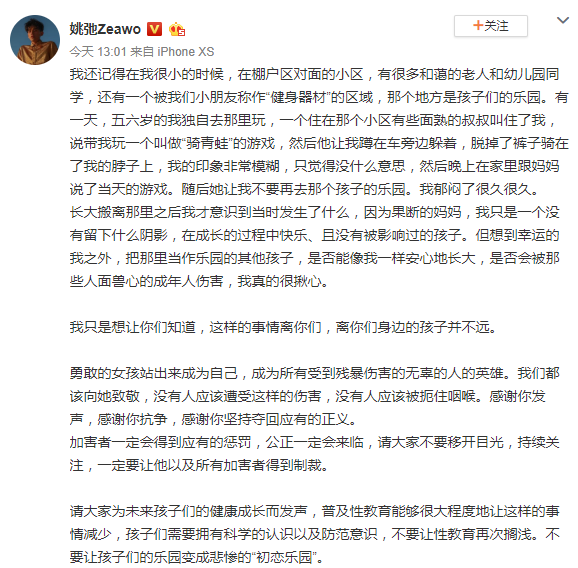 姚弛Zeawo
+关注
今天 13:01 来自 iPhone XS
我还记得在我很小的时候，在棚户区对面的小区，有很多和蔼的老人和幼儿园同
学，还有一个被我们小朋友称作“健身器材”的区域，那个地方是孩子们的乐园。有
一天，五六岁的我独自去那里玩，一个住在那个小区有些面熟的叔叔叫住了我，
说带我玩一个叫做“骑青蛙”的游戏，然后他让我蹲在车旁边躲着，脱掉了裤子骑在
了我的脖子上，我的印象非常模糊，只觉得没什么意思，然后晚上在家里跟妈妈
说了当天的游戏。随后她让我不要再去那个孩子的乐园。我郁闷了很久很久。
长大搬离那里之后我才意识到当时发生了什么，因为果断的妈妈，我只是一个没
有留下什么阴影，在成长的过程中快乐、且没有被影响过的孩子。但想到幸运的
我之外，把那里当作乐园的其他孩子，是否能像我一样安心地长大，是否会被那
些人面兽心的成年人伤害，我真的很揪心。
我只是想让你们知道，这样的事情离你们，离你们身边的孩子并不远。
勇敢的女孩站出来成为自己，成为所有受到残暴伤害的无辜的人的英雄。我们都
该向她致敬，没有人应该遭受这样的伤害，没有人应该被扼住咽喉。感谢你发
声，感谢你抗争，感谢你坚持夺回应有的正义。
加害者一定会得到应有的惩罚，公正一定会来临，请大家不要移开目光，持续关
注，一定要让他以及所有加害者得到制裁。
请大家为未来孩子们的健康成长而发声，普及性教育能够很大程度地让这样的事
情减少，孩子们需要拥有科学的认识以及防范意识，不要让性教育再次搁浅。不
要让孩子们的乐园变成悲惨的“初恋乐园”。